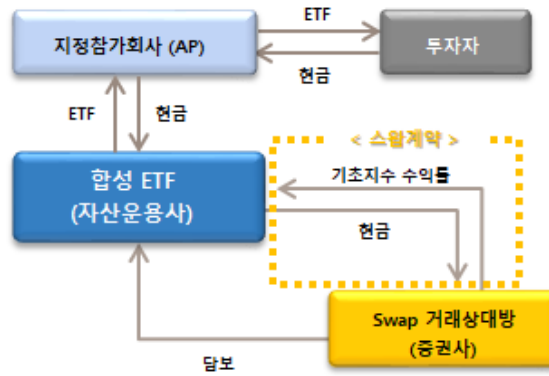 ETF
지정참가회사 (AP)
투자자
현금
ETF
현금
< 스왑계약 >
합성 ETF
(자산운용사)
기초지수 수익률
현금
Swap 거래상대방
(증권사)
담보